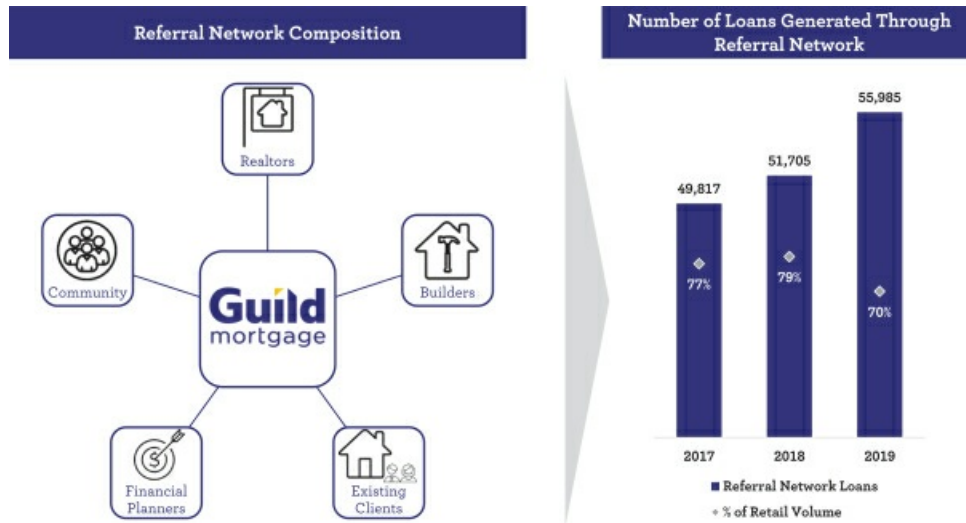 Referral Network Composition
Number of Loans Generated Through
Referral Network
Realtors
Community
Builders
Guild
mortgage
Financial
Planners
Existing
Clients
49,817
51,705
55,985
77%
79%
70%
2017
2018
2019
Referral Network Loans
% of Retail Volume